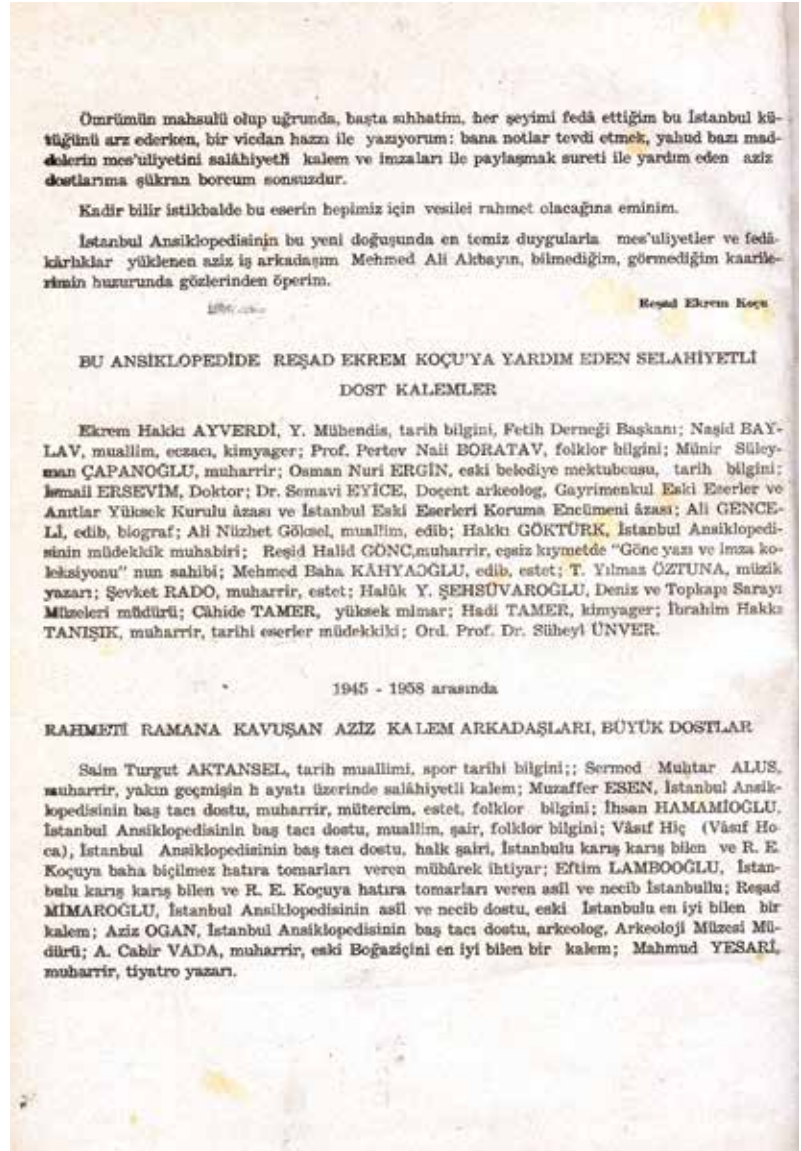 Ömrümün mahsulü olup uğrunda, başta sıhhatim, her şeyimi fedâ ettiğim bu İstanbul kü-
tüğünü arz ederken, bir vicdan hazzı ile yazıyorum: bana notlar tevdi etmek, yahud bazı mad-
delerin mes'uliyetini salâhiyetli kalem ve imzaları ile paylaşmak sureti ile yardım eden aziz
dostlarıma şükran borcum sonsuzdur.
Kadir bilir istikbalde bu eserin hepimiz için vesilei rahmet olacağına eminim.
İstanbul Ansiklopedisinin bu yeni doğuşunda en temiz duygularla mes'uliyetler ve fedâ-
kârlıklar yüklenen aziz iş arkadaşım Mehmed Ali Akbayın, bilmediğim, görmediğim kaarile-
rimin huzurunda gözlerinden öperim.
Reşad Ekrem Koçu
BU ANSİKLOPEDİDE REŞAD EKREM KOÇU'YA YARDIM EDEN SELAHİYETLİ
DOST KALEMLER
Ekrem Hakkı AYVERDİ, Y. Mühendis, tarih bilgini, Fetih Derneği Başkanı; Naşid BAY-
LAV, muallim, eczacı, kimyager; Prof. Pertev Naili BORATAV, folklor bilgini; Münir Süley-
man ÇAPANOĞLU, muharrir; Osman Nuri ERGİN, eski belediye mektubcusu, tarih bilgini;
İsmail ERSEVİM, Doktor; Dr. Semavi EYİCE, Doçent arkeolog, Gayrimenkul Eski Eserler ve
Anıtlar Yüksek Kurulu âzası ve İstanbul Eski Eserleri Koruma Encümeni âzası; Ali GENCE-
Lİ, edib, biograf; Ali Nüzhet Göksel, muallim, edib; Hakkı GÖKTÜRK, İstanbul Ansiklopedi-
sinin müdekkik muhabiri; Reşid Halid GÖNC,muharrir, eşsiz kıymetde "Gönc yazı ve imza ko-
leksiyonu" nun sahibi; Mehmed Baha KÂHYAOĞLU, edib, estet; T. Yılmaz ÖZTUNA, müzik
yazarı; Şevket RADO, muharrir, estet; Halûk Y. ŞEHSÜVAROĞLU, Deniz ve Topkapı Sarayı
Müzeleri müdürü; Câhide TAMER, yüksek mimar; Hadi TAMER, kimyager; İbrahim Hakkı
TANIŞIK, muharrir, tarihî eserler müdekkiki; Ord. Prof. Dr. Süheyl ÜNVER.
1945 - 1958 arasında
RAHMETİ RAMANA KAVUŞAN AZİZ KALEM ARKADAŞLARI, BÜYÜK DOSTLAR
Saim Turgut AKTANSEL, tarih muallimi, spor tarihi bilgini;; Sermed Muhtar ALUS,
muharrir, yakın geçmişin h ayatı üzerinde salâhiyetli kalem; Muzaffer ESEN, İstanbul Ansik-
lopedisinin baş tacı dostu, muharrir, mütercim, estet, folklor bilgini; İhsan HAMAMİOĞLU,
İstanbul Ansiklopedisinin baş tacı dostu, muallim, şair, folklor bilgini; Vâsıf Hiç (Vâsıf Ho-
ca), İstanbul Ansiklopedisinin baş tacı dostu, halk şairi, İstanbulu karış karış bilen ve R. E.
Koçuya baha biçilmez hatıra tomarları veren mübârek ihtiyar; Eftim LAMBOOĞLU, İstan-
bulu karış karış bilen ve R. E. Koçuya hatıra tomarları veren asîl ve necib İstanbullu; Reşad
MİMAROĞLU, İstanbul Ansiklopedisinin asîl ve necib dostu, eski İstanbulu en iyi bilen bir
kalem; Aziz OGAN, İstanbul Ansiklopedisinin baş tacı dostu, arkeolog, Arkeoloji Müzesi Mü-
dürü; A. Cabir VADA, muharrir, eski Boğaziçini en iyi bilen bir kalem; Mahmud YESARİ,
muharrir, tiyatro yazarı.